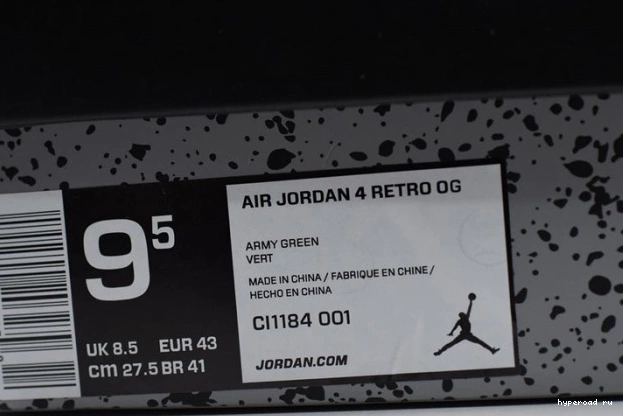 9⁵
UK 8.5 EUR 43
CM 27.5 BR 41
AIR JORDAN 4 RETRO OG
ARMY GREEN
VERT
MADE IN CHINA / FABRIQUE EN CHINE /
HECHO EN CHINA
CI1184 001
JORDAN.COM
hyperoad ru